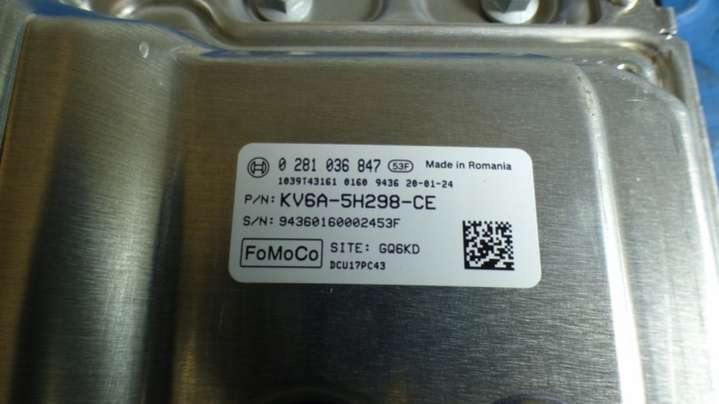 0 281 036 847 53F Made in Romania
1039T43161 0160 9436 20-01-24
P/N: KV6A-5H298-CE
S/N: 94360160002453F
FoMoCo SITE: GQ6KD
DCU17PC43